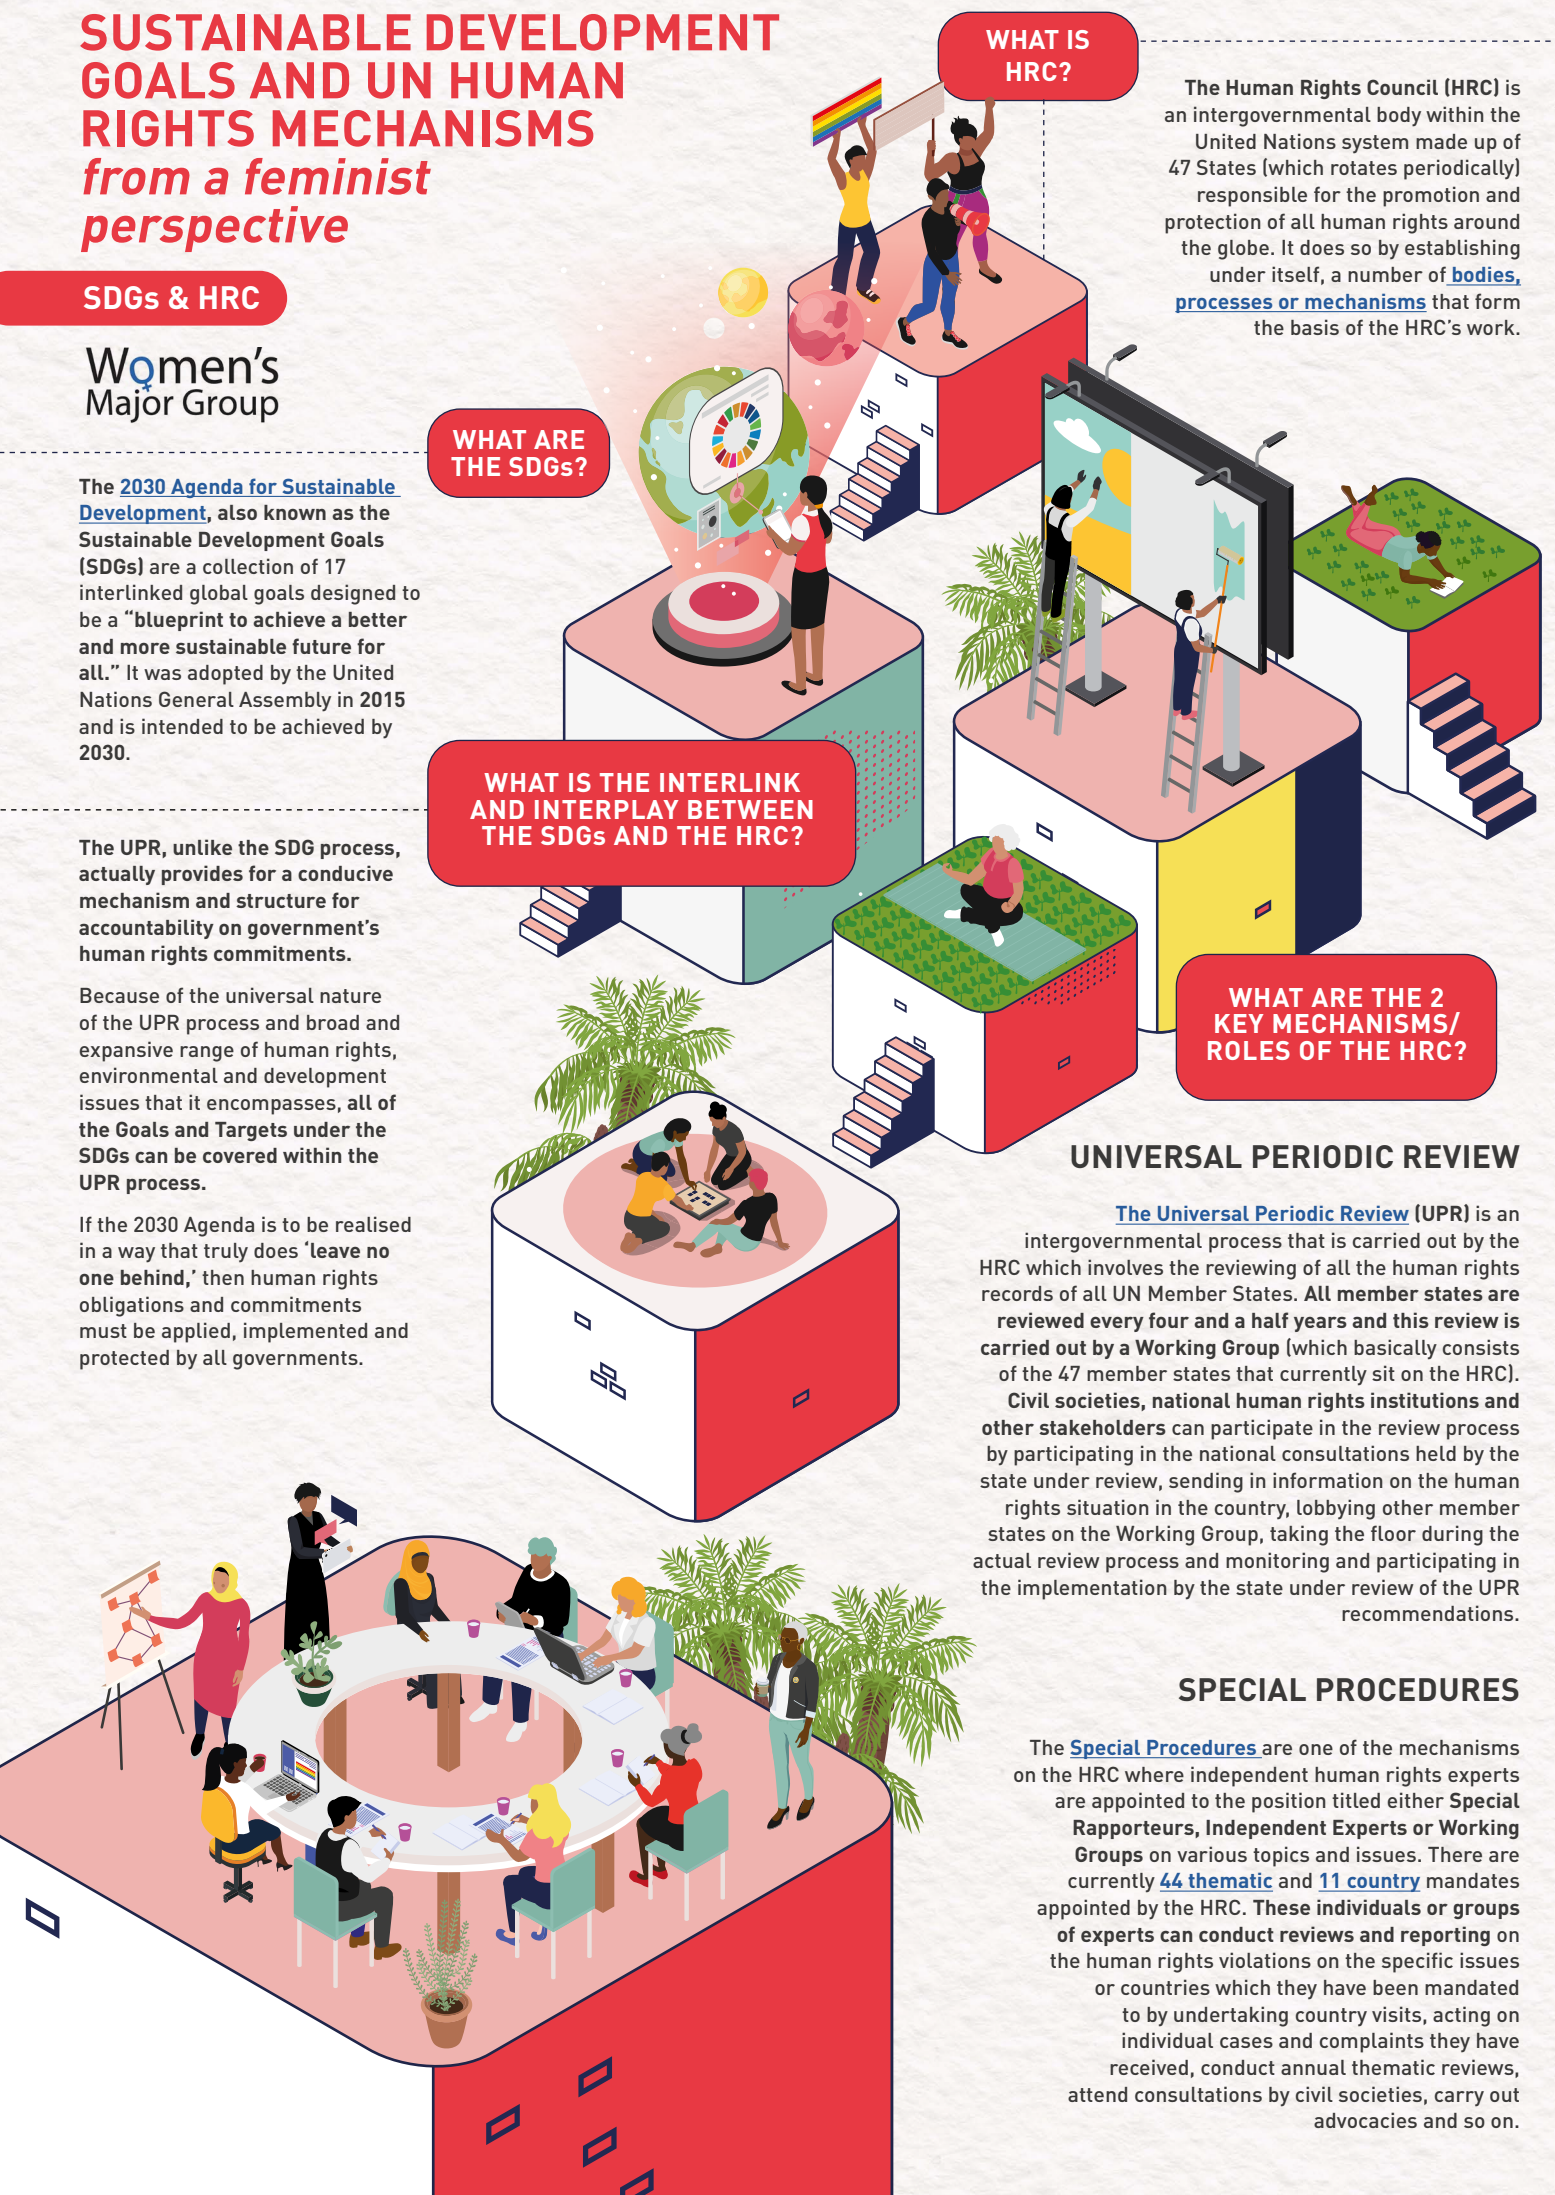 SUSTAINABLE DEVELOPMENT
GOALS AND UN HUMAN
RIGHTS MECHANISMS
from a feminist
perspective
SDGs & HRC
Women's
Major Group
WHAT IS
HRC?
The Human Rights Council (HRC) is
an intergovernmental body within the
United Nations system made up of
47 States (which rotates periodically)
responsible for the promotion and
protection of all human rights around
the globe. It does so by establishing
under itself, a number of bodies,
processes or mechanisms that form
the basis of the HRC's work.
WHAT ARE
THE SDGs?
The 2030 Agenda for Sustainable
Development, also known as the
Sustainable Development Goals
(SDGs) are a collection of 17
interlinked global goals designed to
be a “blueprint to achieve a better
and more sustainable future for
all.” It was adopted by the United
Nations General Assembly in 2015
and is intended to be achieved by
2030.
WHAT IS THE INTERLINK
AND INTERPLAY BETWEEN
THE SDGs AND THE HRC?
The UPR, unlike the SDG process,
actually provides for a conducive
mechanism and structure for
accountability on government's
human rights commitments.
Because of the universal nature
of the UPR process and broad and
expansive range of human rights,
environmental and development
issues that it encompasses, all of
the Goals and Targets under the
SDGs can be covered within the
UPR process.
If the 2030 Agenda is to be realised
in a way that truly does ‘leave no
one behind,’ then human rights
obligations and commitments
must be applied, implemented and
protected by all governments.
WHAT ARE THE 2
KEY MECHANISMS/
ROLES OF THE HRC?
UNIVERSAL PERIODIC REVIEW
The Universal Periodic Review (UPR) is an
intergovernmental process that is carried out by the
HRC which involves the reviewing of all the human rights
records of all UN Member States. All member states are
reviewed every four and a half years and this review is
carried out by a Working Group (which basically consists
of the 47 member states that currently sit on the HRC).
Civil societies, national human rights institutions and
other stakeholders can participate in the review process
by participating in the national consultations held by the
state under review, sending in information on the human
rights situation in the country, lobbying other member
states on the Working Group, taking the floor during the
actual review process and monitoring and participating in
the implementation by the state under review of the UPR
recommendations.
SPECIAL PROCEDURES
The Special Procedures are one of the mechanisms
on the HRC where independent human rights experts
are appointed to the position titled either Special
Rapporteurs, Independent Experts or Working
Groups on various topics and issues. There are
currently 44 thematic and 11 country mandates
appointed by the HRC. These individuals or groups
of experts can conduct reviews and reporting on
the human rights violations on the specific issues
or countries which they have been mandated
to by undertaking country visits, acting on
individual cases and complaints they have
received, conduct annual thematic reviews,
attend consultations by civil societies, carry out
advocacies and so on.